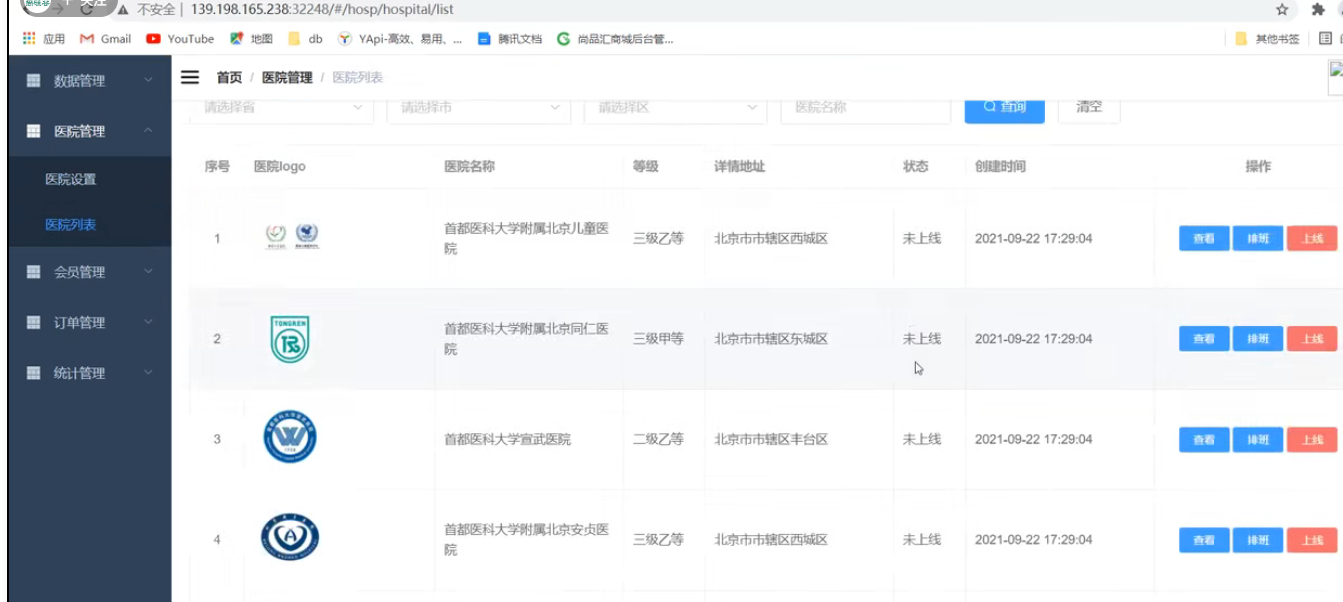 关注
不安全 | 139.198.165.238:32248/#/hosp/hospital/list
应用 Gmail YouTube 地图 db YApi-高效、易用、... 腾讯文档 尚品汇商城后台管... 其他书签
数据管理
医院管理
医院设置
医院列表
会员管理
订单管理
统计管理
首页 / 医院管理 / 医院列表
请选择省 请选择市 请选择区 医院名称 查询 清空
序号 医院logo 医院名称 等级 详情地址 状态 创建时间 操作
1 首都医科大学附属北京儿童医 三级乙等 北京市市辖区西城区 未上线 2021-09-22 17:29:04 查看 排班 上线
院
TONGREN
2 首都医科大学附属北京同仁医 三级甲等 北京市市辖区东城区 未上线 2021-09-22 17:29:04 查看 排班 上线
院
3 首都医科大学宣武医院 二级乙等 北京市市辖区丰台区 未上线 2021-09-22 17:29:04 查看 排班 上线
4 首都医科大学附属北京安贞医 三级乙等 北京市市辖区西城区 未上线 2021-09-22 17:29:04 查看 排班 上线
院